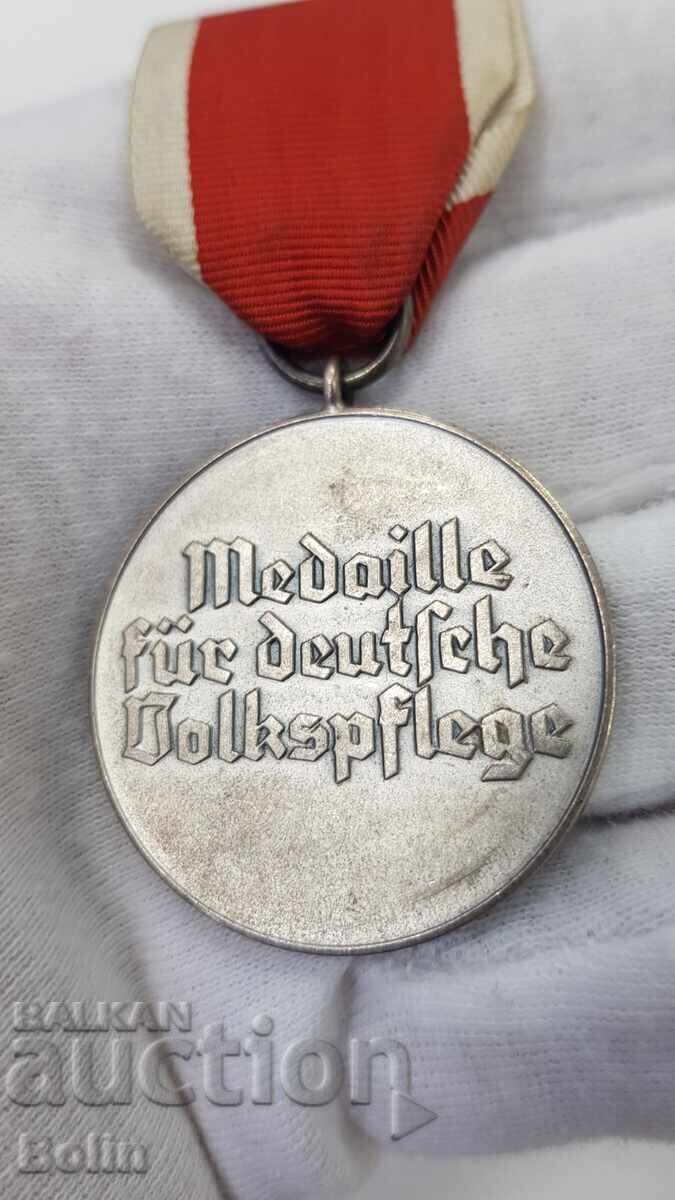 Medaille
für deutsche
Volkspflege
BALKAN
auction
Bolin